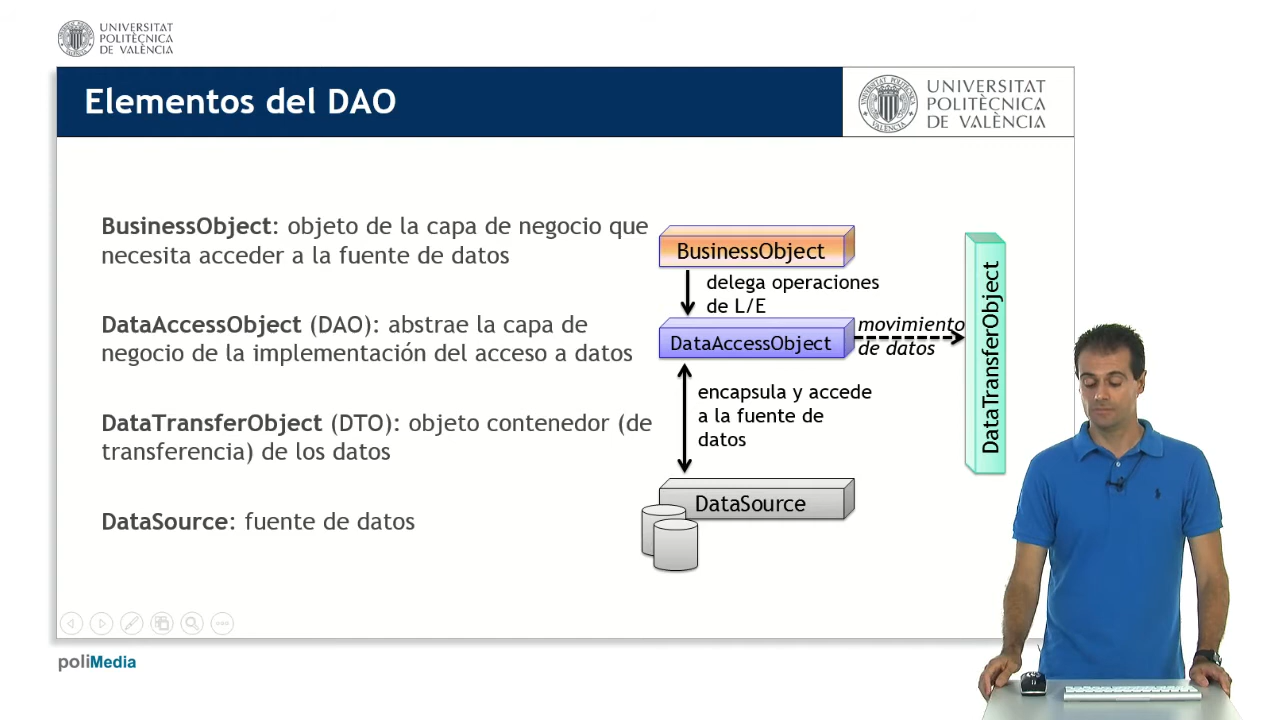 UNIVERSITAT
POLITÈCNICA
DE VALÈNCIA
Elementos del DAO
UNIVERSITAT
POLITÈCNICA
DE VALÈNCIA
BusinessObject: objeto de la capa de negocio que
necesita acceder a la fuente de datos
DataAccessObject (DAO): abstrae la capa de
negocio de la implementación del acceso a datos
DataTransferObject (DTO): objeto contenedor (de
transferencia) de los datos
DataSource: fuente de datos
BusinessObject
delega operaciones
de L/E
DataAccessObject
movimiento
de datos
DataTransferObject
encapsula y accede
a la fuente de
datos
DataSource
poliMedia